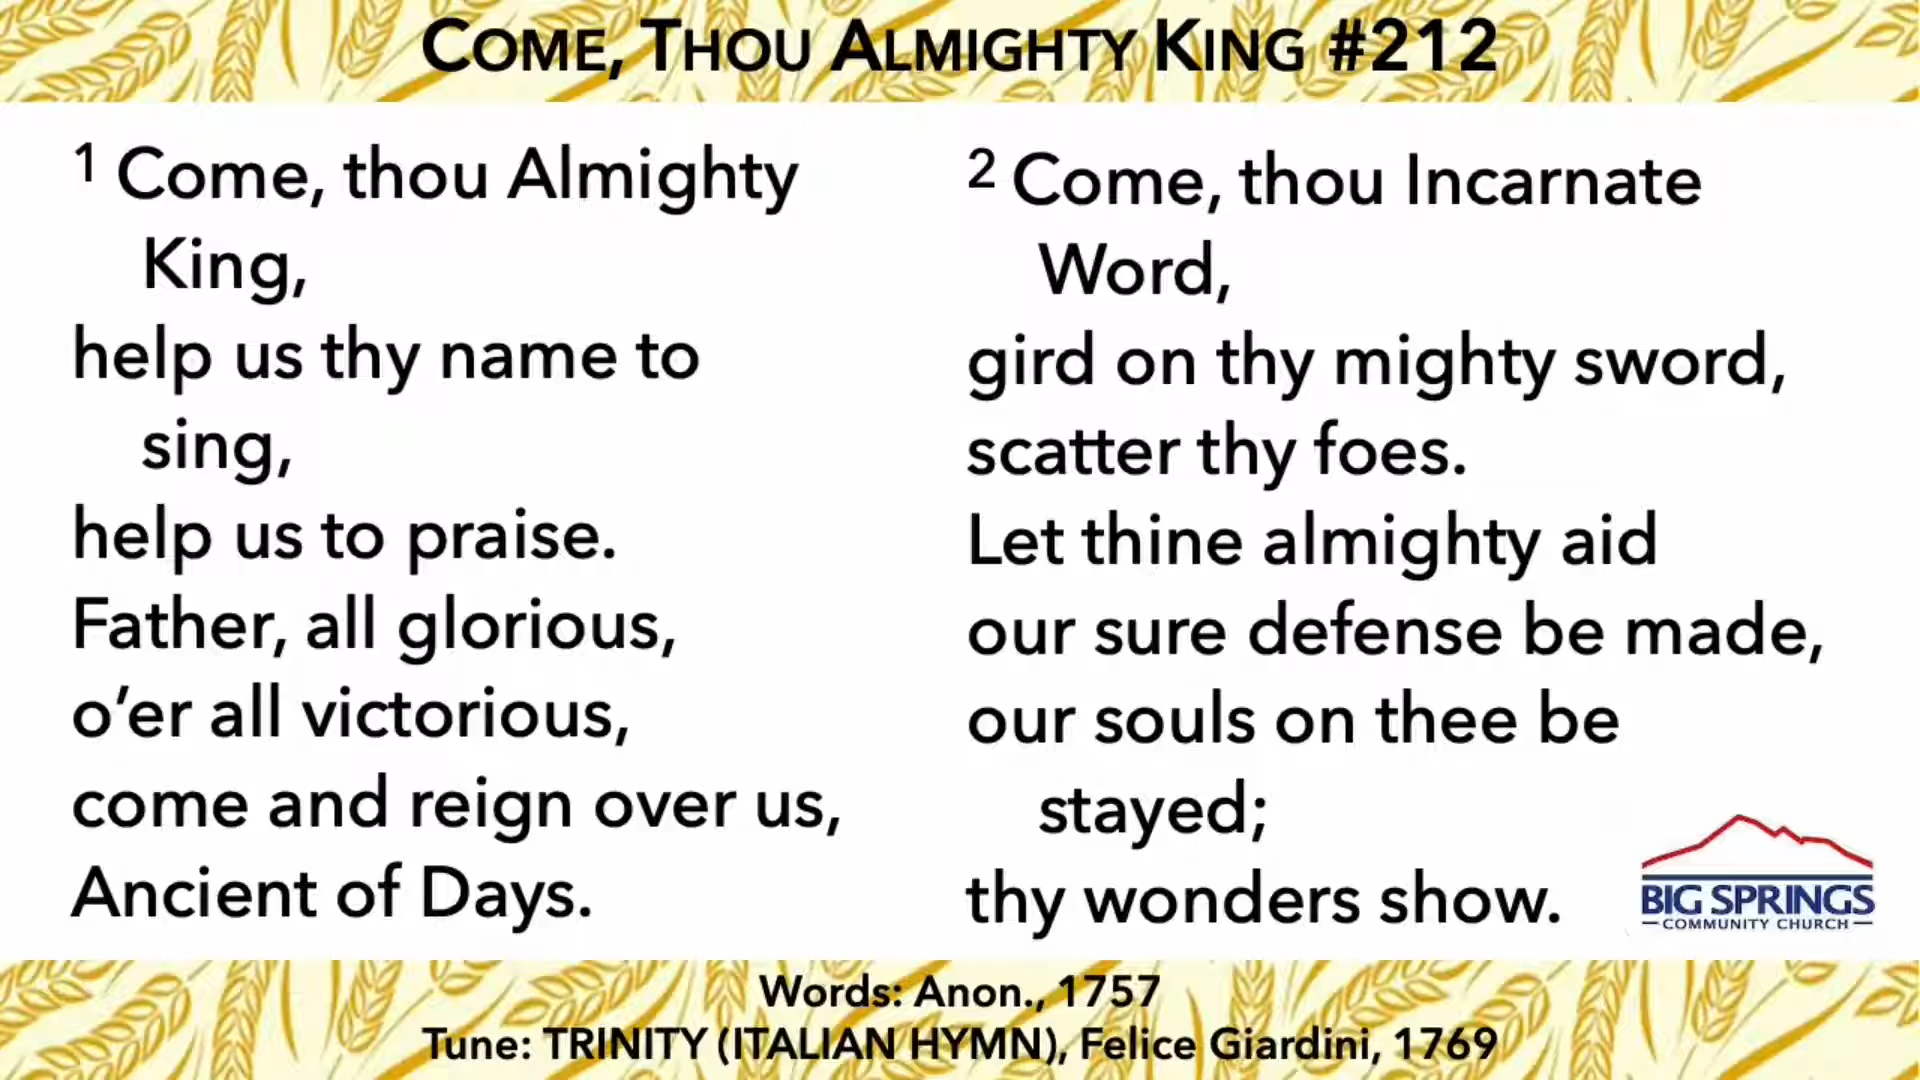 COME, THOU ALMIGHTY KING #212
1 Come, thou Almighty
King,
help us thy name to
sing,
help us to praise.
Father, all glorious,
o’er all victorious,
come and reign over us,
Ancient of Days.
2 Come, thou Incarnate
Word,
gird on thy mighty sword,
scatter thy foes.
Let thine almighty aid
our sure defense be made,
our souls on thee be
stayed;
thy wonders show.
BIG SPRINGS
COMMUNITY CHURCH
Words: Anon., 1757
Tune: TRINITY (ITALIAN HYMN), Felice Giardini, 1769